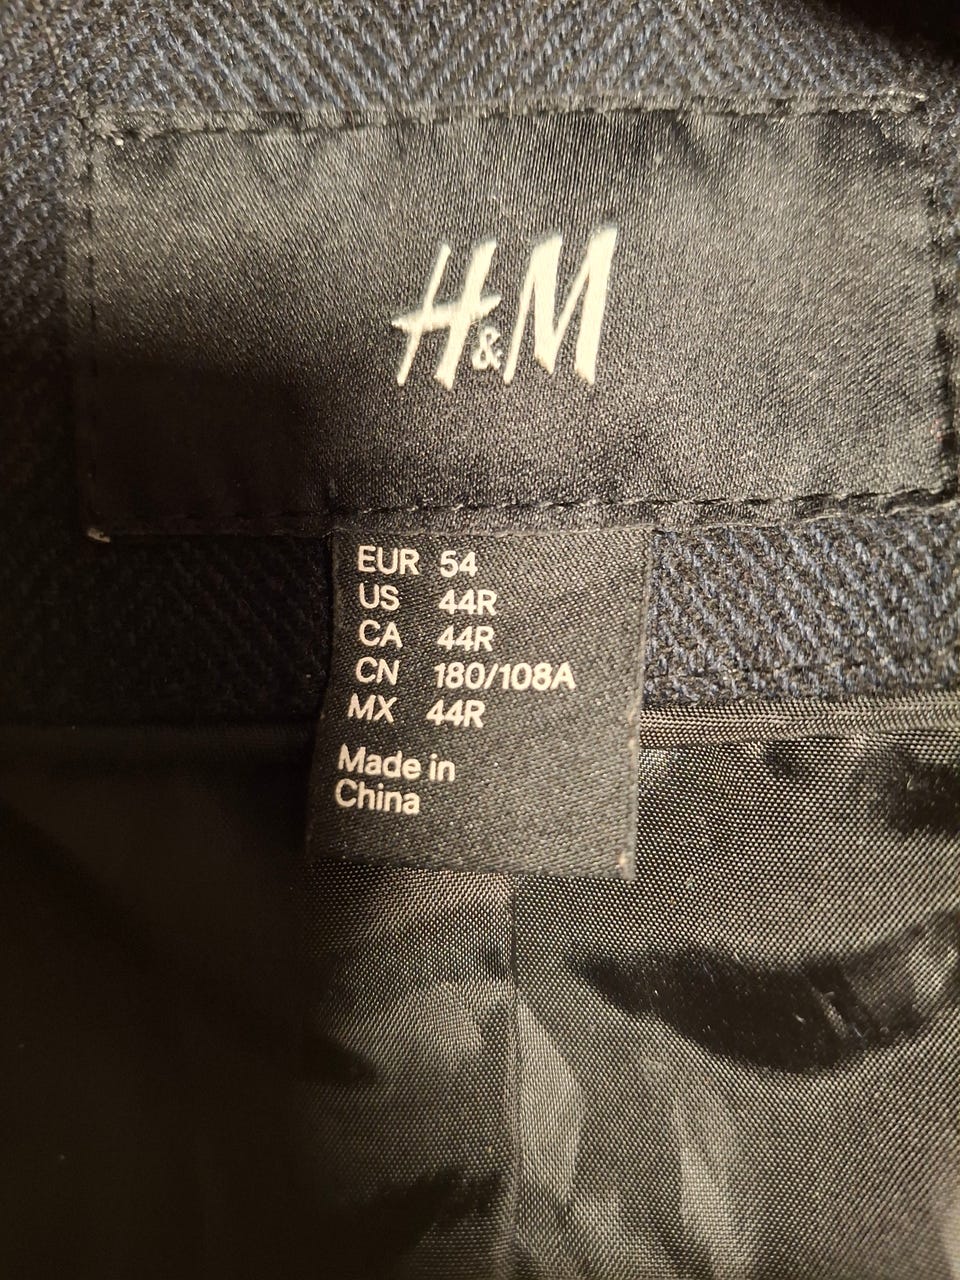 H&M
EUR 54
US 44R
CA 44R
CN 180/108A
MX 44R
Made in
China